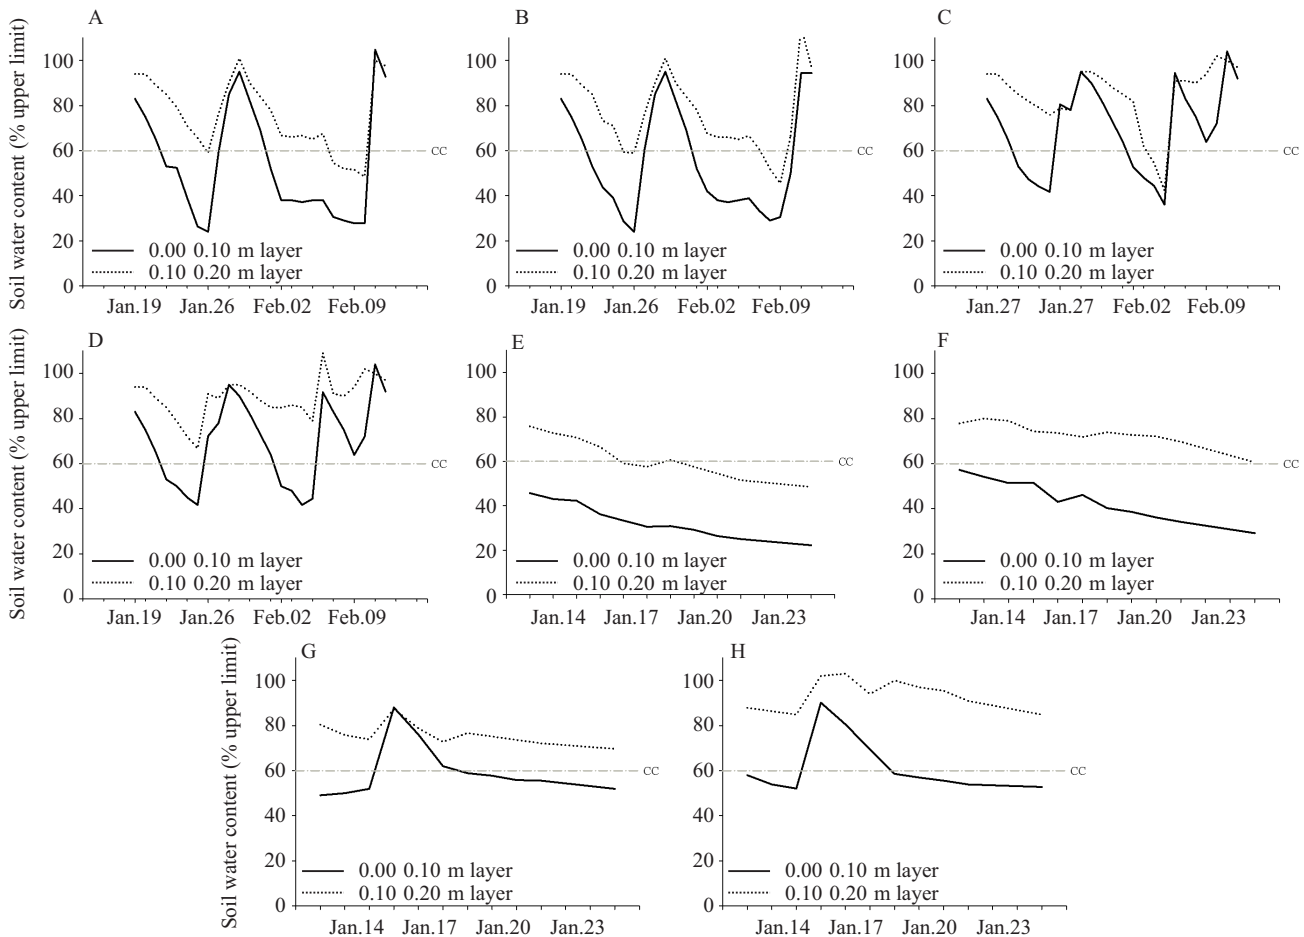 A
Soil water content (% upper limit)
100
80
60
40
20
0
CC
0.00 0.10 m layer
0.10 0.20 m layer
Jan.19 Jan.26 Feb.02 Feb.09
B
100
80
60
40
20
0
CC
0.00 0.10 m layer
0.10 0.20 m layer
Jan.19 Jan.26 Feb.02 Feb.09
C
100
80
60
40
20
0
CC
0.00 0.10 m layer
0.10 0.20 m layer
Jan.27 Jan.27 Feb.02 Feb.09
D
Soil water content (% upper limit)
100
80
60
40
20
0
CC
0.00 0.10 m layer
0.10 0.20 m layer
Jan.19 Jan.26 Feb.02 Feb.09
E
100
80
60
40
20
0
CC
0.00 0.10 m layer
0.10 0.20 m layer
Jan.14 Jan.17 Jan.20 Jan.23
F
100
80
60
40
20
0
CC
0.00 0.10 m layer
0.10 0.20 m layer
Jan.14 Jan.17 Jan.20 Jan.23
G
Soil water content (% upper limit)
100
80
60
40
20
0
CC
0.00 0.10 m layer
0.10 0.20 m layer
Jan.14 Jan.17 Jan.20 Jan.23
H
100
80
60
40
20
0
CC
0.00 0.10 m layer
0.10 0.20 m layer
Jan.14 Jan.17 Jan.20 Jan.23